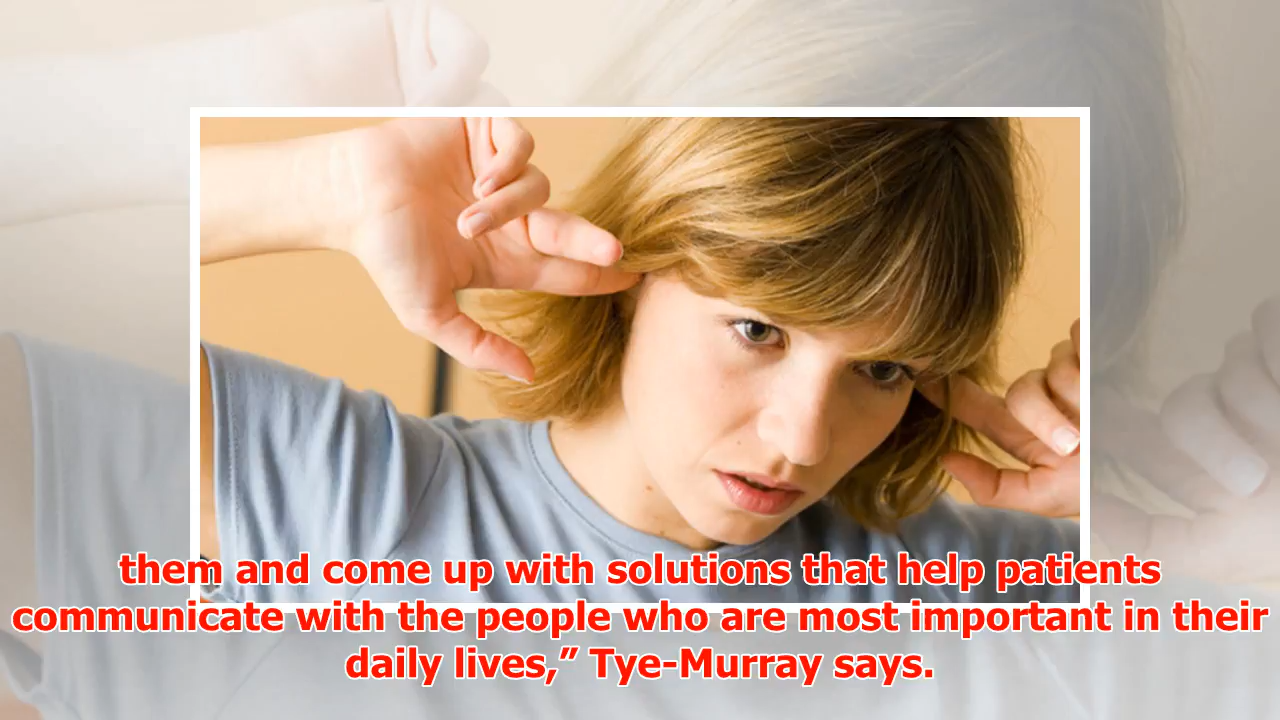 them and come up with solutions that help patients
communicate with the people who are most important in their
daily lives,” Tye-Murray says.